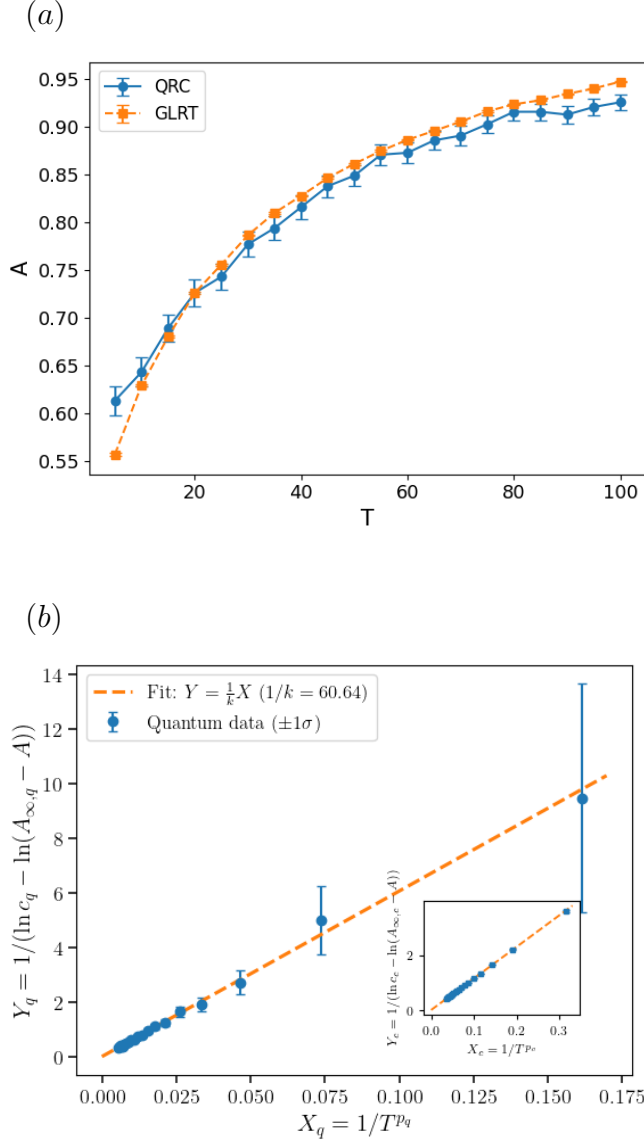 (a)
0.95
0.90
0.85
0.80
0.75
0.70
0.65
0.60
0.55
A
QRC
GLRT
20 40 60 80 100
T
(b)
14
12
10
8
6
4
2
0
Y_q = 1/(ln c_q − ln(A_{∞,q} − A))
Fit: Y = \frac{1}{k}X (1/k = 60.64)
Quantum data (±1σ)
Y_c = 1/(ln c_c − ln(A_{∞,c} − A))
2
0
0.0 0.1 0.2 0.3
X_c = 1/T^{p_c}
0.000 0.025 0.050 0.075 0.100 0.125 0.150 0.175
X_q = 1/T^{p_q}